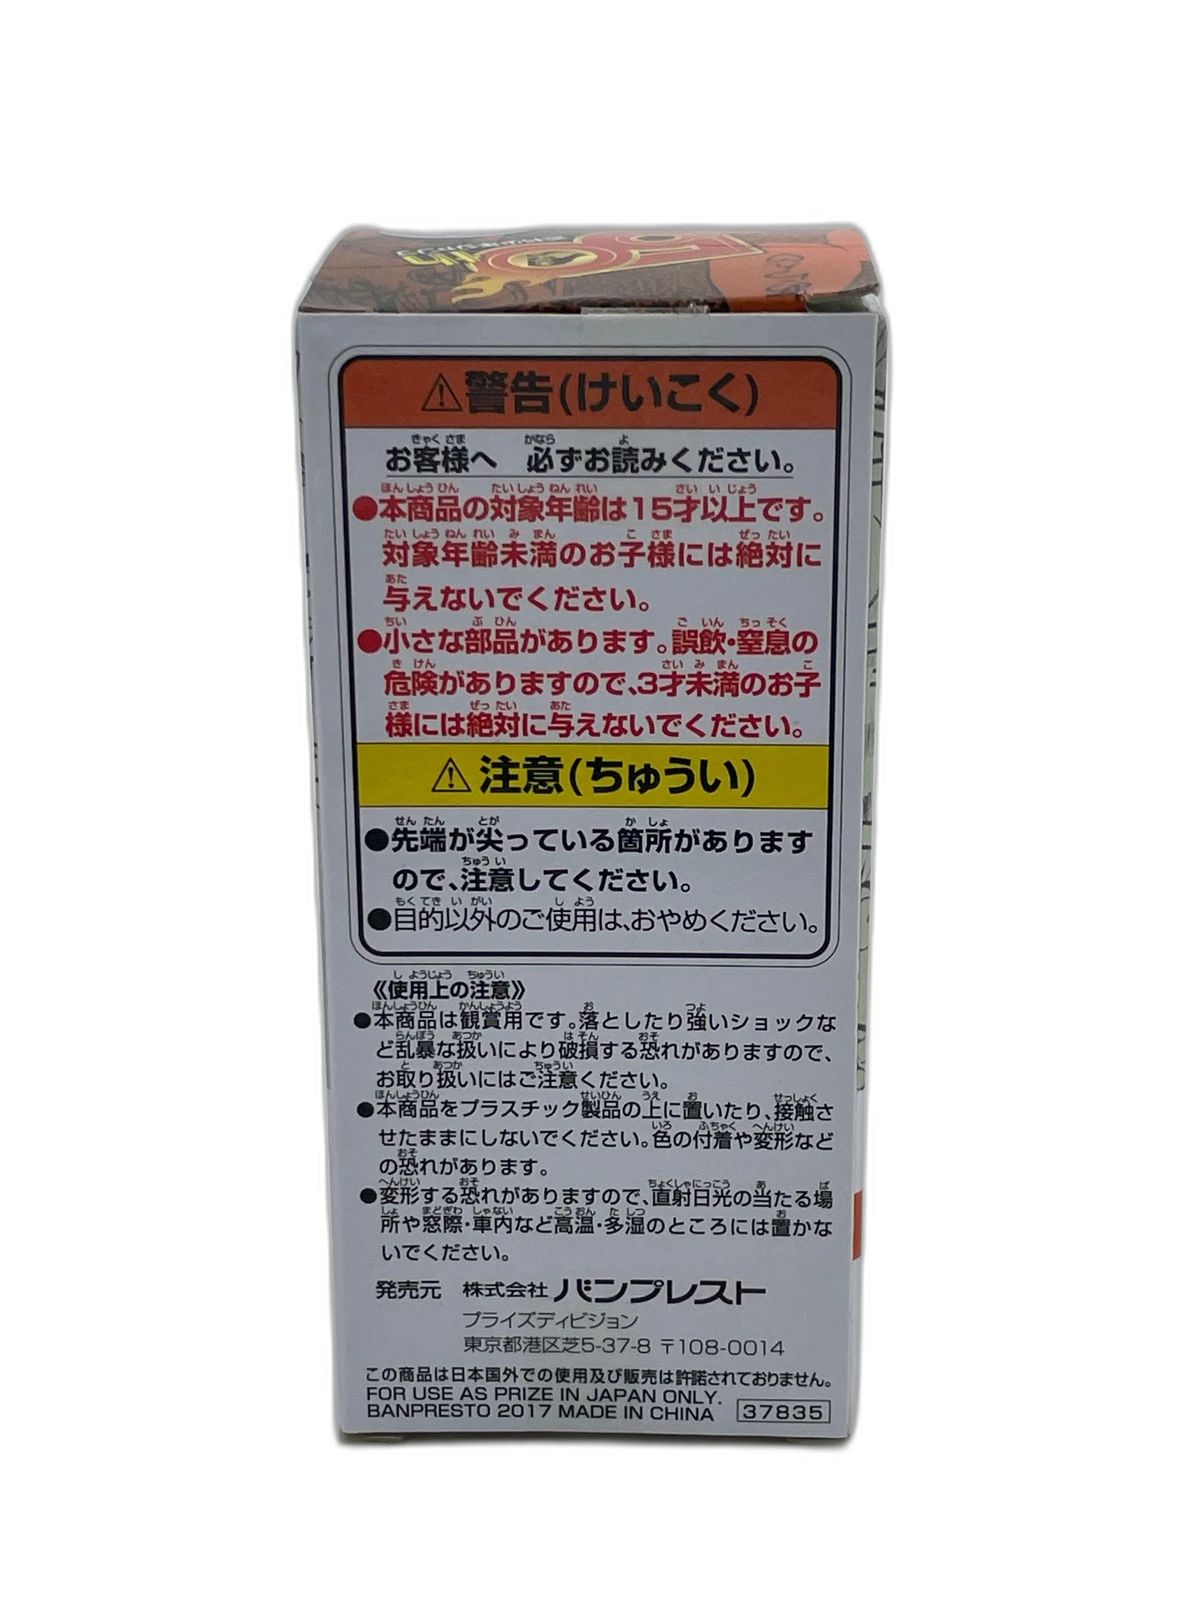 ⚠警告(けいこく)
お客様へ 必ずお読みください。
●本商品の対象年齢は15才以上です。
対象年齢未満のお子様には絶対に
与えないでください。
●小さな部品があります。誤飲・窒息の
危険がありますので、3才未満のお子
様には絶対に与えないでください。
⚠注意(ちゅうい)
●先端が尖っている箇所があります
ので、注意してください。
●目的以外のご使用は、おやめください。
《使用上の注意》
●本商品は観賞用です。落としたり強いショックな
ど乱暴な扱いにより破損する恐れがありますので、
お取り扱いにはご注意ください。
●本商品をプラスチック製品の上に置いたり、接触さ
せたままにしないでください。色の付着や変形など
の恐れがあります。
●変形する恐れがありますので、直射日光の当たる場
所や窓際・車内など高温・多湿のところには置かな
いでください。
発売元 株式会社バンプレスト
プライズディビジョン
東京都港区芝5-37-8 〒108-0014
この商品は日本国外での使用及び販売は許諾されておりません。
FOR USE AS PRIZE IN JAPAN ONLY.
BANPRESTO 2017 MADE IN CHINA 37835